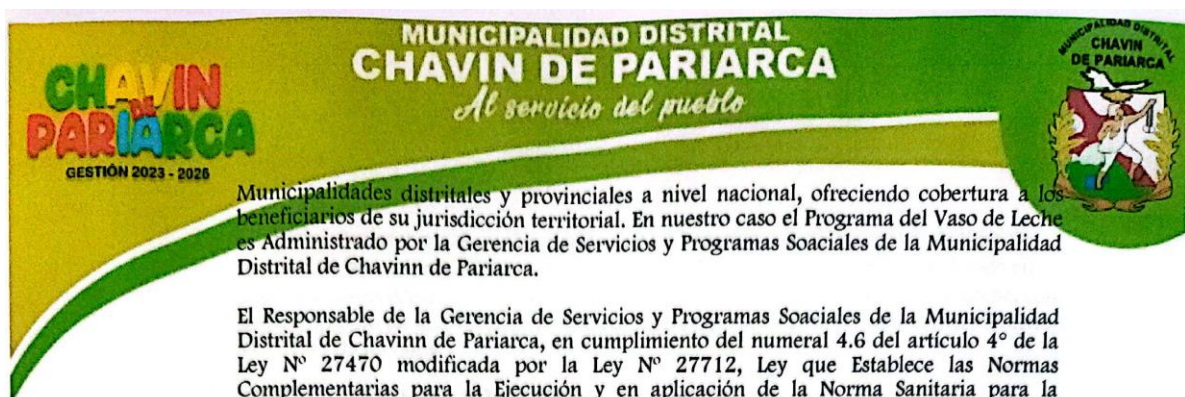 MUNICIPALIDAD DISTRITAL
CHAVIN DE PARIARCA
Al servicio del pueblo
CHAVIN
DE
PARIARCA
GESTIÓN 2023 - 2026
MUNICIPALIDAD DISTRITAL
CHAVIN
DE PARIARCA
Municipalidades distritales y provinciales a nivel nacional, ofreciendo cobertura a los
beneficiarios de su jurisdicción territorial. En nuestro caso el Programa del Vaso de Leche
es Administrado por la Gerencia de Servicios y Programas Soaciales de la Municipalidad
Distrital de Chavinn de Pariarca.
El Responsable de la Gerencia de Servicios y Programas Soaciales de la Municipalidad
Distrital de Chavinn de Pariarca, en cumplimiento del numeral 4.6 del artículo 4° de la
Ley Nº 27470 modificada por la Ley Nº 27712, Ley que Establece las Normas
Complementarias para la Ejecución y en aplicación de la Norma Sanitaria para la